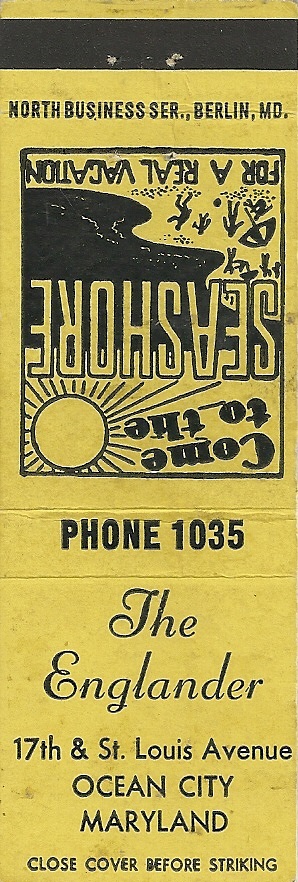 NORTH BUSINESS SER., BERLIN, MD.
Come
to the
SEASHORE
FOR A REAL VACATION
PHONE 1035
The
Englander
17th & St. Louis Avenue
OCEAN CITY
MARYLAND
CLOSE COVER BEFORE STRIKING